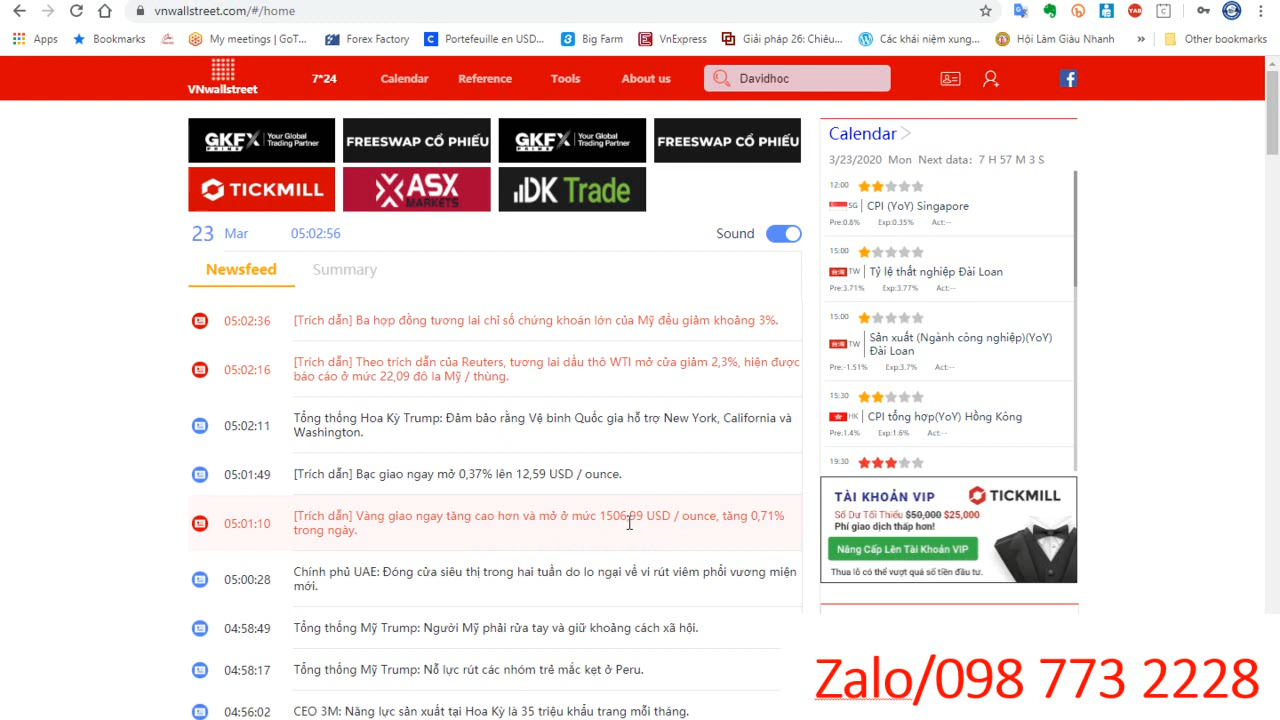 vnwallstreet.com/#/home
Apps
Bookmarks
My meetings | GoT...
Forex Factory
Portefeuille en USD...
Big Farm
VnExpress
Giải pháp 26: Chiêu...
Các khái niệm xung...
Hội Làm Giàu Nhanh
»
Other bookmarks
VNwallstreet
7*24
Calendar
Reference
Tools
About us
Davidhoc
GKFX PRIME | Your Global Trading Partner
FREESWAP CỔ PHIẾU
GKFX PRIME | Your Global Trading Partner
FREESWAP CỔ PHIẾU
TICKMILL
ASX MARKETS
DK Trade
23 Mar 05:02:56
Sound
Newsfeed
Summary
05:02:36 [Trích dẫn] Ba hợp đồng tương lai chỉ số chứng khoán lớn của Mỹ đều giảm khoảng 3%.
05:02:16 [Trích dẫn] Theo trích dẫn của Reuters, tương lai dầu thô WTI mở cửa giảm 2,3%, hiện được
báo cáo ở mức 22,09 đô la Mỹ / thùng.
05:02:11 Tổng thống Hoa Kỳ Trump: Đảm bảo rằng Vệ binh Quốc gia hỗ trợ New York, California và
Washington.
05:01:49 [Trích dẫn] Bạc giao ngay mở 0,37% lên 12,59 USD / ounce.
05:01:10 [Trích dẫn] Vàng giao ngay tăng cao hơn và mở ở mức 1506,99 USD / ounce, tăng 0,71%
trong ngày.
05:00:28 Chính phủ UAE: Đóng cửa siêu thị trong hai tuần do lo ngại về vi rút viêm phổi vương miện
mới.
04:58:49 Tổng thống Mỹ Trump: Người Mỹ phải rửa tay và giữ khoảng cách xã hội.
04:58:17 Tổng thống Mỹ Trump: Nỗ lực rút các nhóm trẻ mắc kẹt ở Peru.
04:56:02 CEO 3M: Năng lực sản xuất tại Hoa Kỳ là 35 triệu khẩu trang mỗi tháng.
Calendar
3/23/2020 Mon Next data: 7 H 57 M 3 S
12:00
SG CPI (YoY) Singapore
Pre:0.8% Exp:0.35% Act:--
15:00
TW Tỷ lệ thất nghiệp Đài Loan
Pre:3.71% Exp:3.77% Act:--
15:00
TW Sản xuất (Ngành công nghiệp)(YoY)
Đài Loan
Pre:-1.51% Exp:3.7% Act:--
15:30
HK CPI tổng hợp(YoY) Hồng Kông
Pre:1.4% Exp:1.6% Act:--
19:30
TÀI KHOẢN VIP
TICKMILL
Số Dư Tối Thiểu $50,000 $25,000
Phí giao dịch thấp hơn!
Nâng Cấp Lên Tài Khoản VIP
Thua lỗ có thể vượt quá số tiền đầu tư.
Zalo/098 773 2228